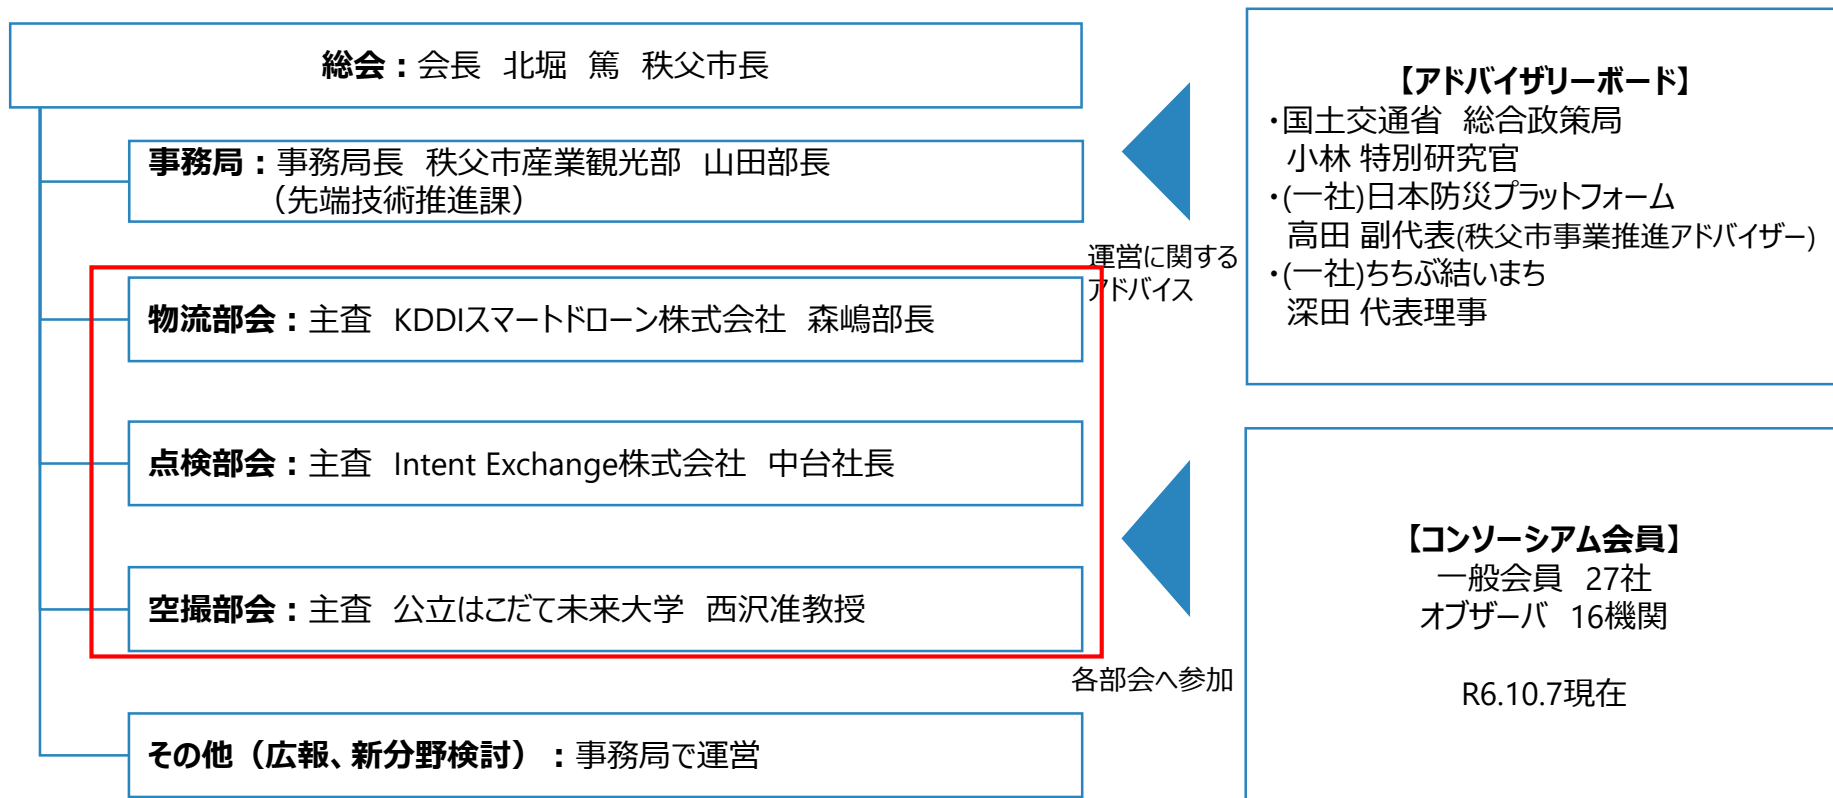 総会：会長　北堀　篤　秩父市長
事務局：事務局長　秩父市産業観光部　山田部長
（先端技術推進課）
物流部会：主査　KDDIスマートドローン株式会社　森嶋部長
点検部会：主査　Intent Exchange株式会社　中台社長
空撮部会：主査　公立はこだて未来大学　西沢准教授
その他（広報、新分野検討）：事務局で運営
運営に関する
アドバイス
各部会へ参加
【アドバイザリーボード】
・国土交通省　総合政策局
小林 特別研究官
・(一社)日本防災プラットフォーム
高田 副代表(秩父市事業推進アドバイザー)
・(一社)ちちぶ結いまち
深田 代表理事
【コンソーシアム会員】
一般会員　27社
オブザーバ　16機関
R6.10.7現在